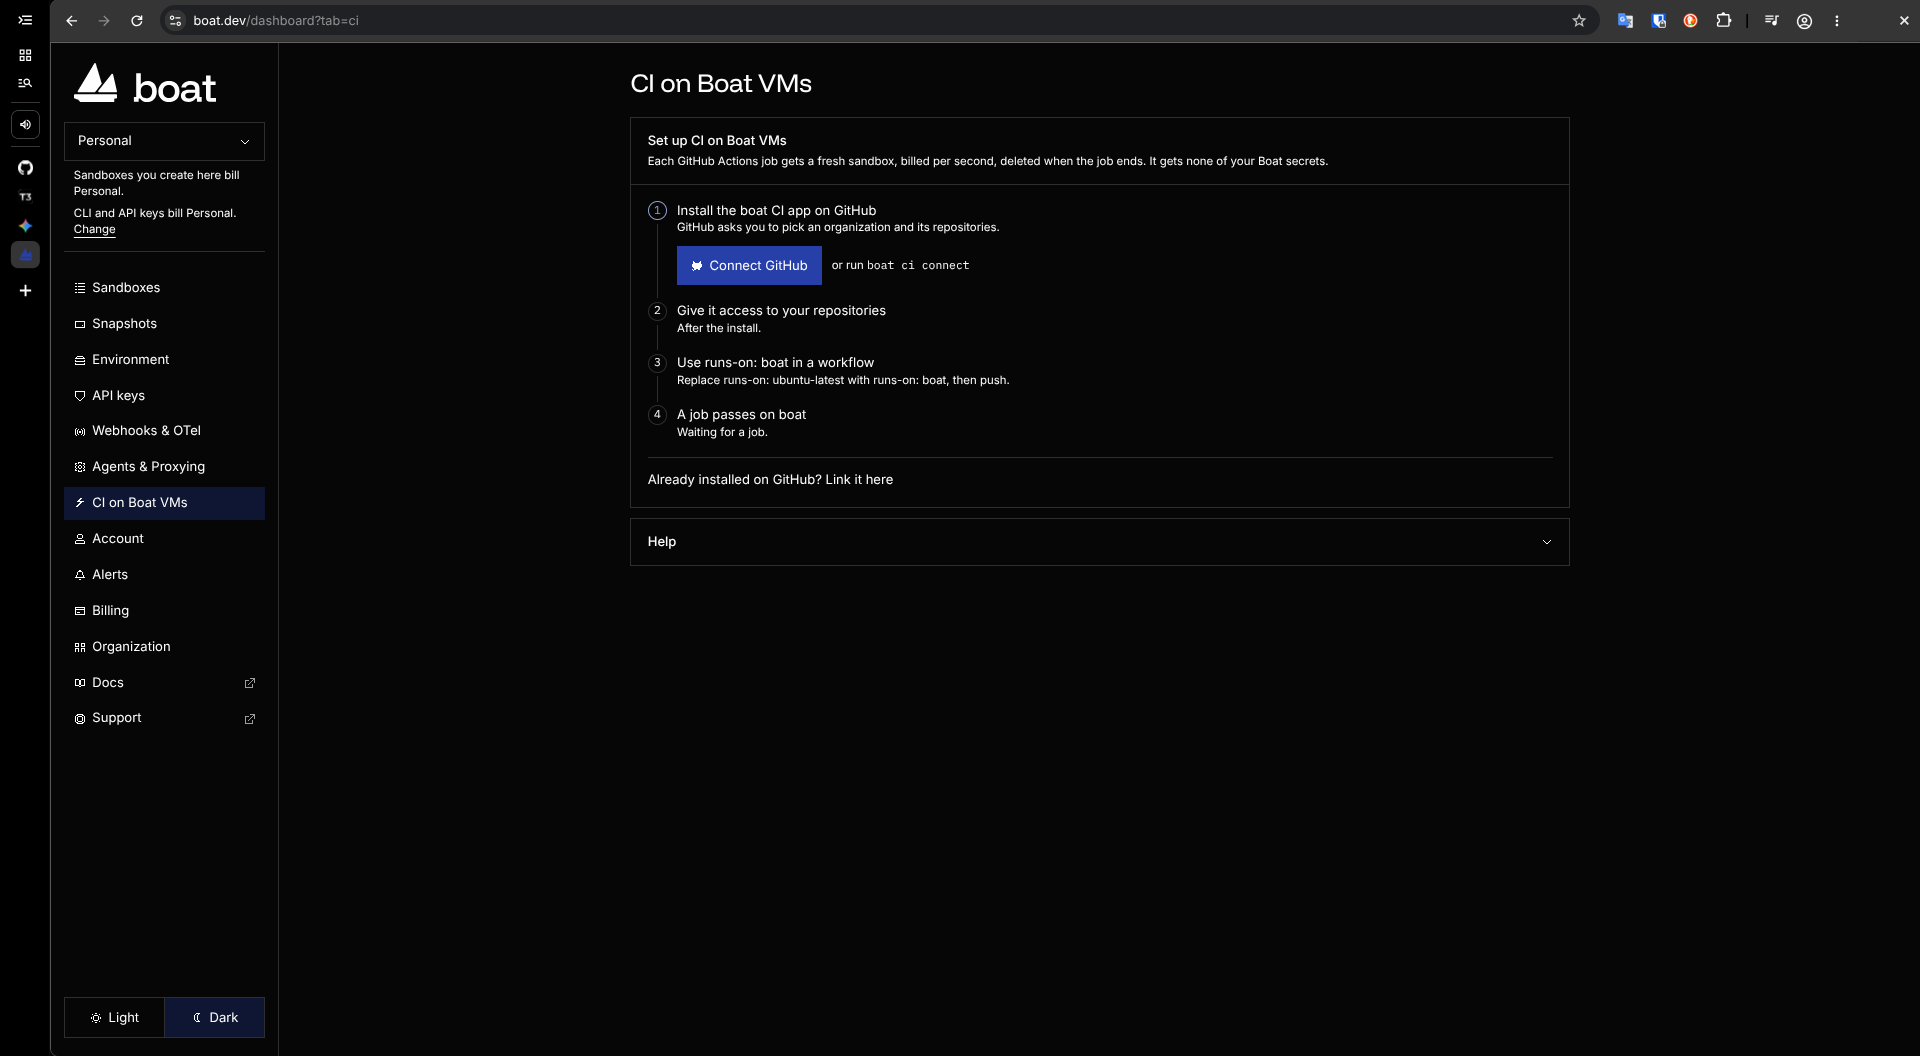 boat.dev/dashboard?tab=ci
T3
boat
Personal
Sandboxes you create here bill
Personal.
CLI and API keys bill Personal.
Change
Sandboxes
Snapshots
Environment
API keys
Webhooks & OTel
Agents & Proxying
CI on Boat VMs
Account
Alerts
Billing
Organization
Docs
Support
Light
Dark
CI on Boat VMs
Set up CI on Boat VMs
Each GitHub Actions job gets a fresh sandbox, billed per second, deleted when the job ends. It gets none of your Boat secrets.
1 Install the boat CI app on GitHub
GitHub asks you to pick an organization and its repositories.
Connect GitHub or run boat ci connect
2 Give it access to your repositories
After the install.
3 Use runs-on: boat in a workflow
Replace runs-on: ubuntu-latest with runs-on: boat, then push.
4 A job passes on boat
Waiting for a job.
Already installed on GitHub? Link it here
Help